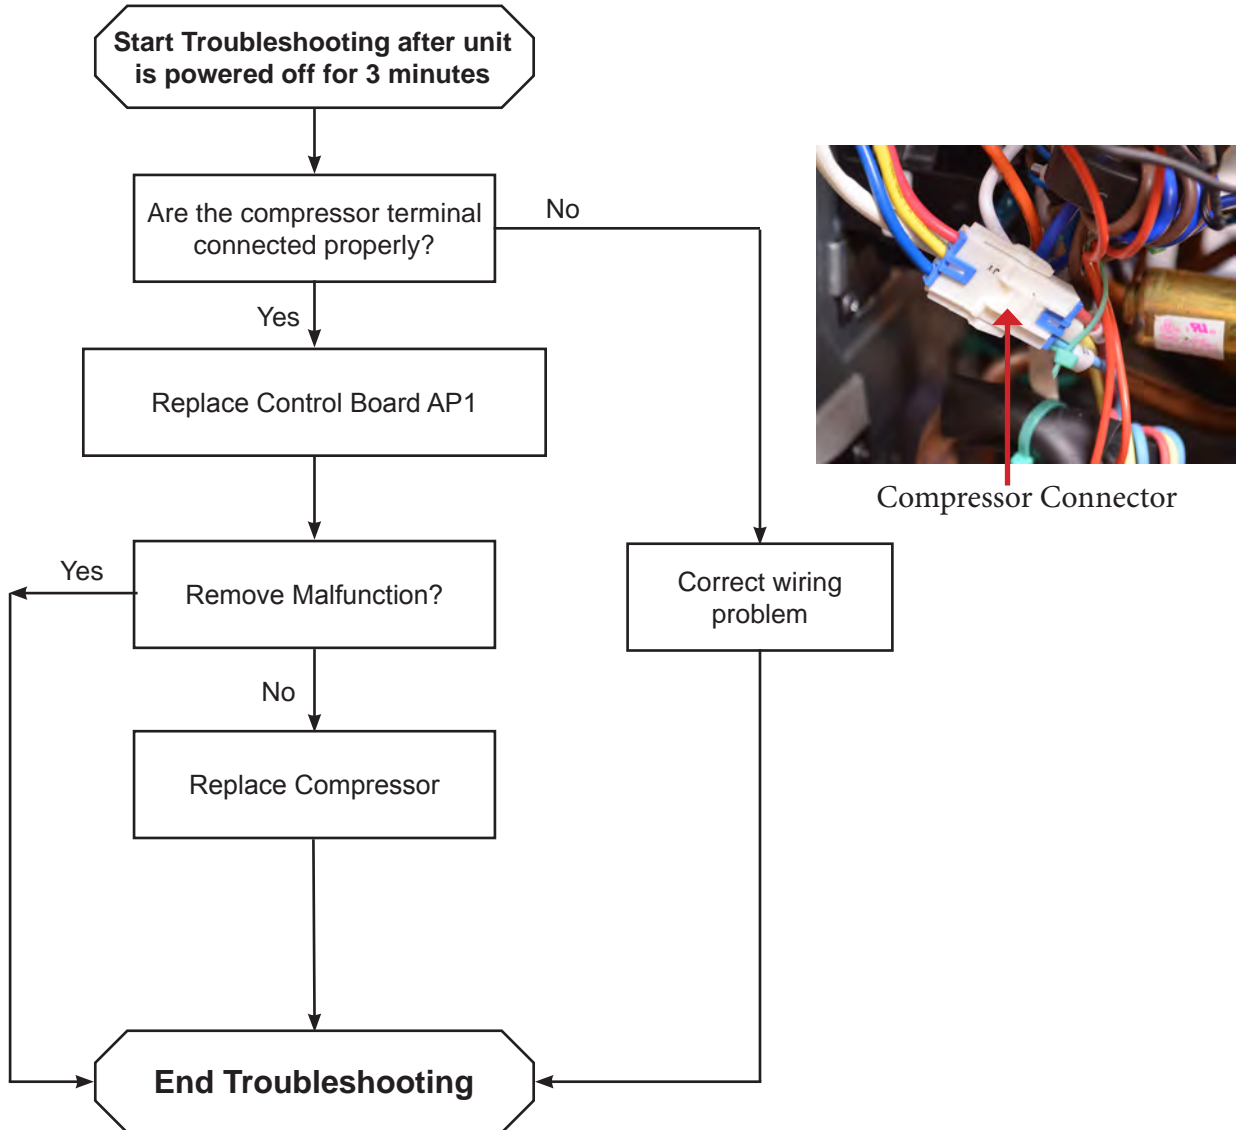 Start Troubleshooting after unit
is powered off for 3 minutes
Are the compressor terminal
connected properly?
No
Yes
Replace Control Board AP1
Compressor Connector
Yes
Remove Malfunction?
Correct wiring
problem
No
Replace Compressor
End Troubleshooting